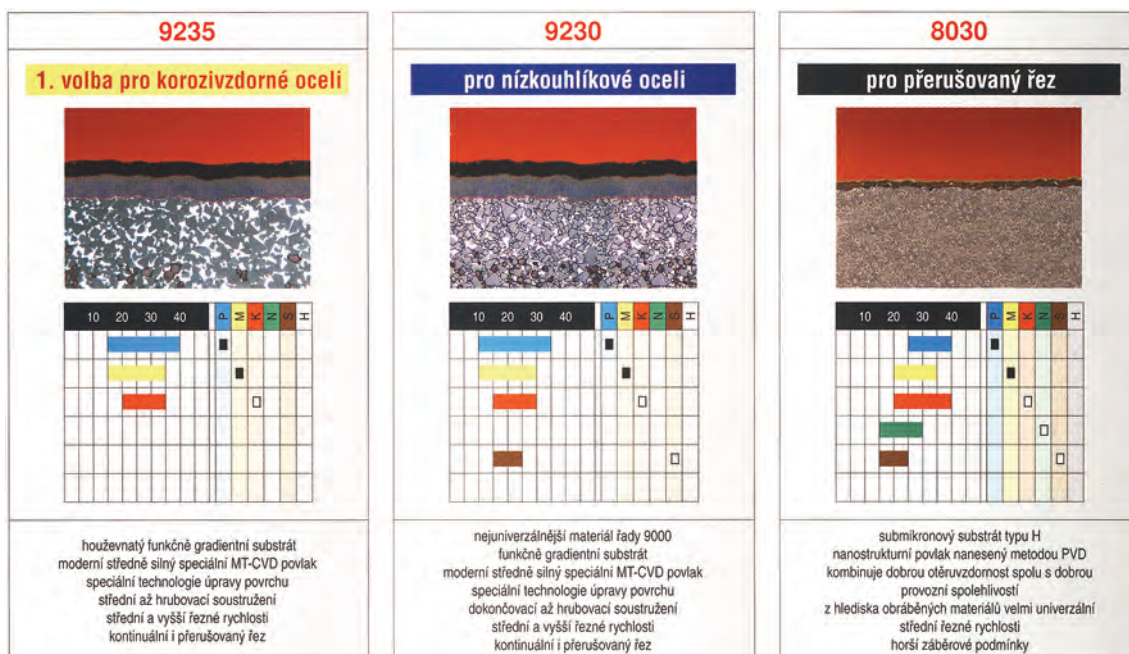 9235
1. volba pro korozivzdorné oceli
10 20 30 40 P M K N S H
houževnatý funkčně gradientní substrát
moderní středně silný speciální MT-CVD povlak
speciální technologie úpravy povrchu
střední až hrubovací soustružení
střední a vyšší řezné rychlosti
kontinuální i přerušovaný řez
9230
pro nízkouhlíkové oceli
10 20 30 40 P M K N S H
nejuniverzálnější materiál řady 9000
funkčně gradientní substrát
moderní středně silný speciální MT-CVD povlak
speciální technologie úpravy povrchu
dokončovací až hrubovací soustružení
střední a vyšší řezné rychlosti
kontinuální i přerušovaný řez
8030
pro přerušovaný řez
10 20 30 40 P M K N S H
submikronový substrát typu H
nanostrukturní povlak nanesený metodou PVD
kombinuje dobrou otěruvzdornost spolu s dobrou
provozní spolehlivostí
z hlediska obráběných materiálů velmi univerzální
střední řezné rychlosti
horší záběrové podmínky